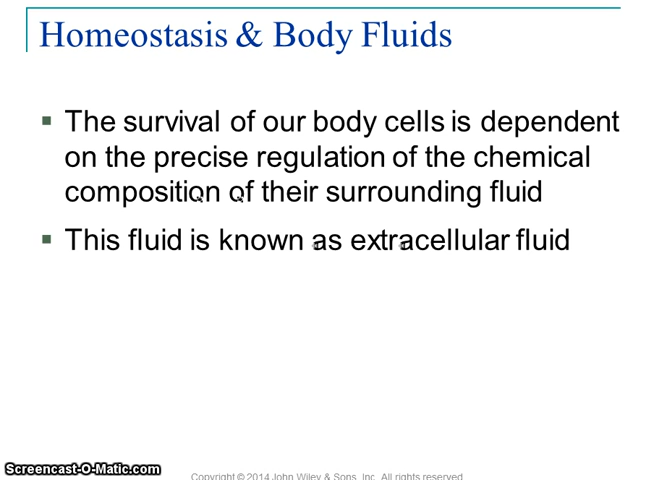 Homeostasis & Body Fluids
▪ The survival of our body cells is dependent
on the precise regulation of the chemical
composition of their surrounding fluid
▪ This fluid is known as extracellular fluid
Screencast-O-Matic.com
Copyright © 2014 John Wiley & Sons, Inc. All rights reserved.